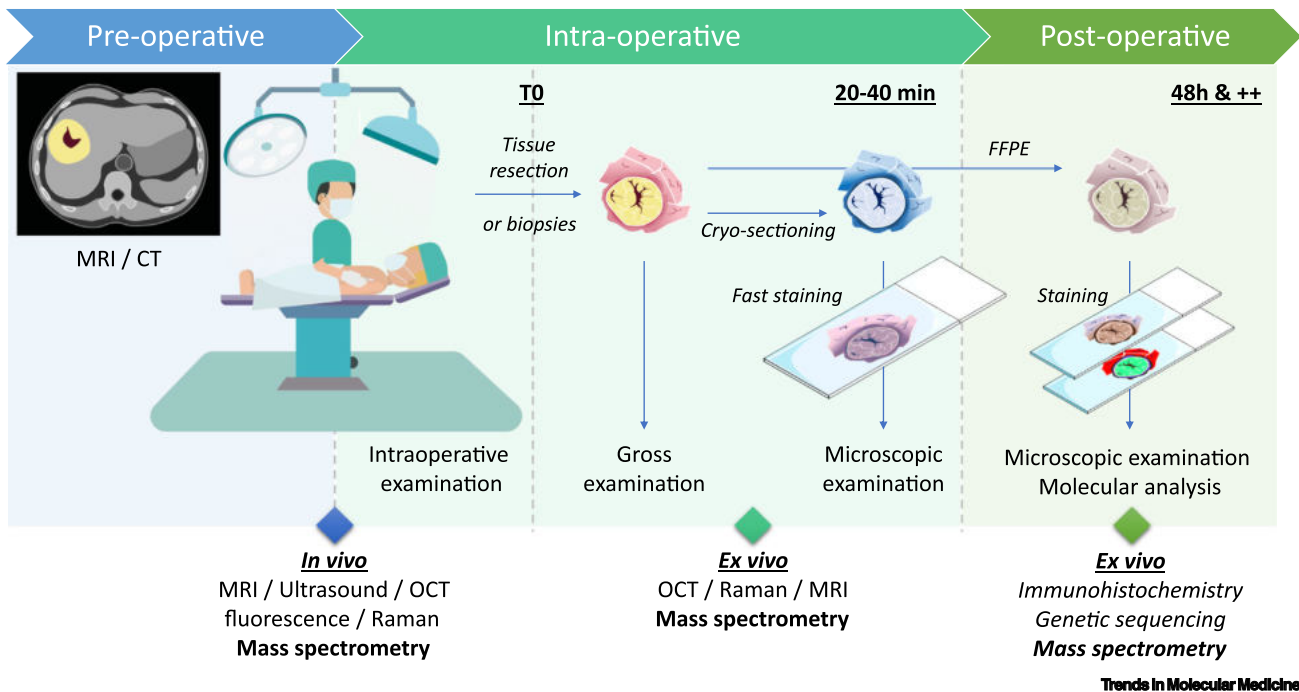 Pre-operative
Intra-operative
Post-operative
MRI / CT
T0
20-40 min
48h & ++
Tissue
resection
or biopsies
Cryo-sectioning
FFPE
Fast staining
Staining
Intraoperative
examination
Gross
examination
Microscopic
examination
Microscopic examination
Molecular analysis
In vivo
MRI / Ultrasound / OCT
fluorescence / Raman
Mass spectrometry
Ex vivo
OCT / Raman / MRI
Mass spectrometry
Ex vivo
Immunohistochemistry
Genetic sequencing
Mass spectrometry
Trends in Molecular Medicine